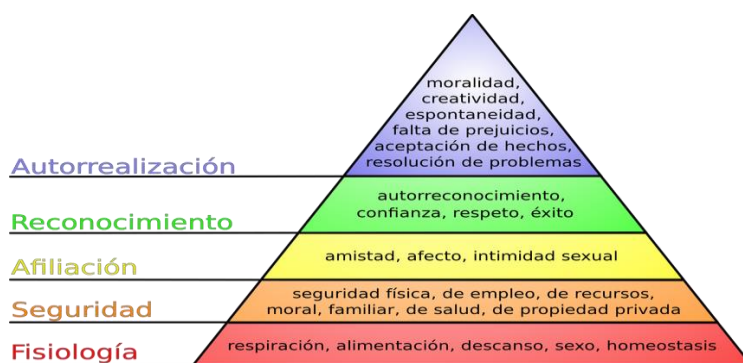 moralidad,
creatividad,
espontaneidad,
falta de prejuicios,
aceptación de hechos,
resolución de problemas
Autorrealización
autorreconocimiento,
confianza, respeto, éxito
Reconocimiento
amistad, afecto, intimidad sexual
Afiliación
seguridad física, de empleo, de recursos,
moral, familiar, de salud, de propiedad privada
Seguridad
respiración, alimentación, descanso, sexo, homeostasis
Fisiología